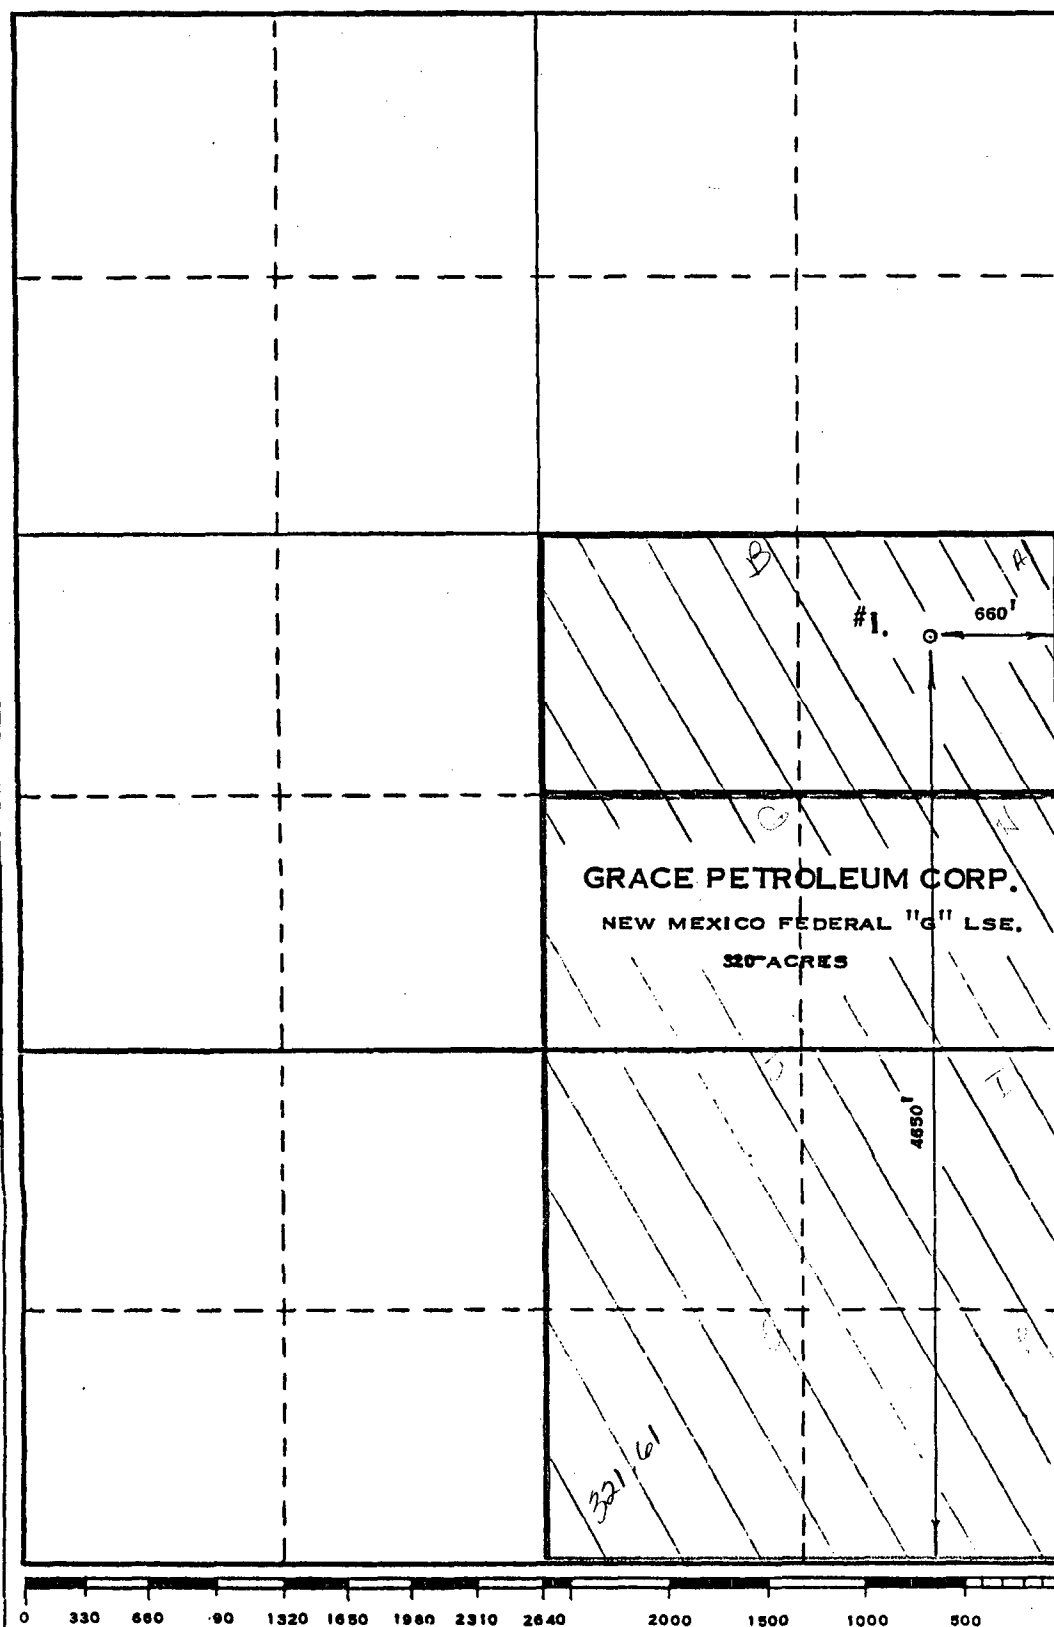 B
A
#1.
660'
G
GRACE PETROLEUM CORP.
NEW MEXICO FEDERAL "G" LSE.
320 ACRES
J
I
4650'
321.61
0 330 660 90 1320 1650 1980 2310 2640 2000 1500 1000 500